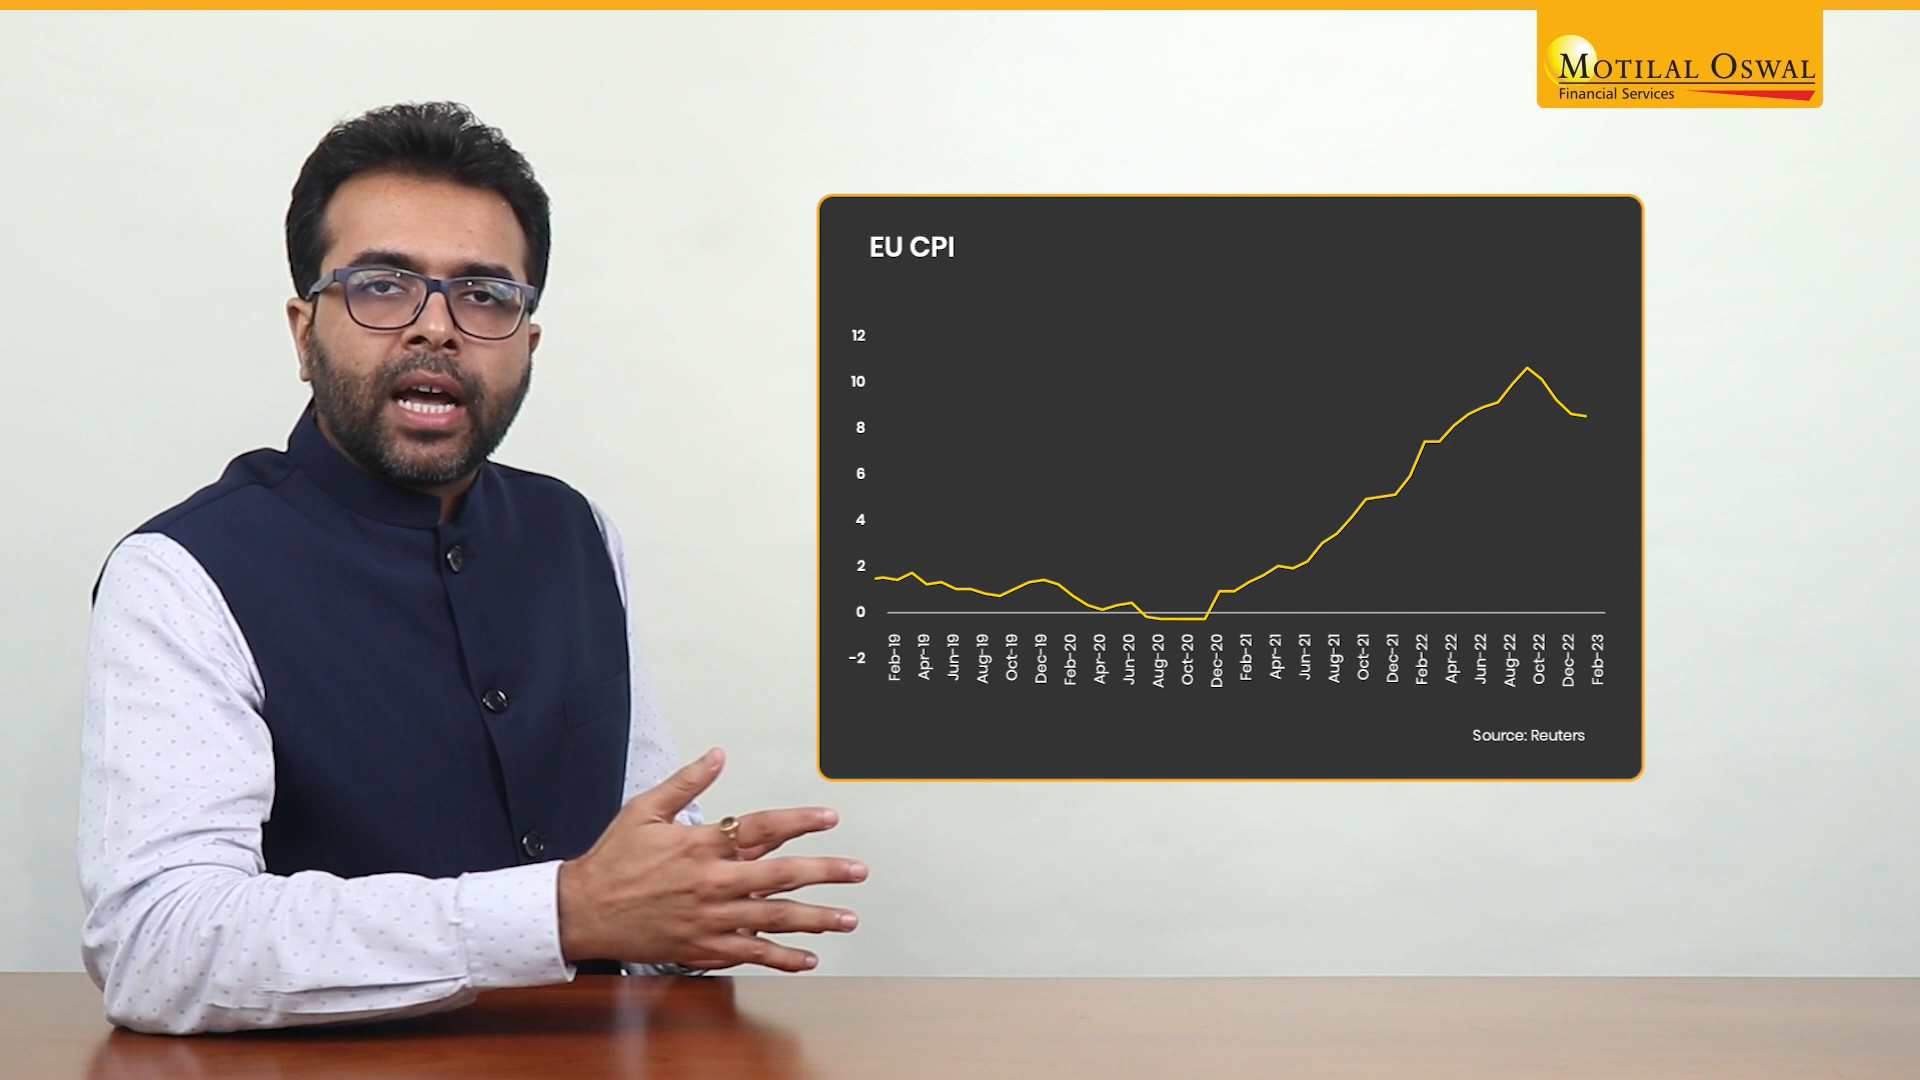 MOTILAL OSWAL
Financial Services
EU CPI
12
10
8
6
4
2
0
-2
Feb-19 Apr-19 Jun-19 Aug-19 Oct-19 Dec-19 Feb-20 Apr-20 Jun-20 Aug-20 Oct-20 Dec-20 Feb-21 Apr-21 Jun-21 Aug-21 Oct-21 Dec-21 Feb-22 Apr-22 Jun-22 Aug-22 Oct-22 Dec-22 Feb-23
Source: Reuters